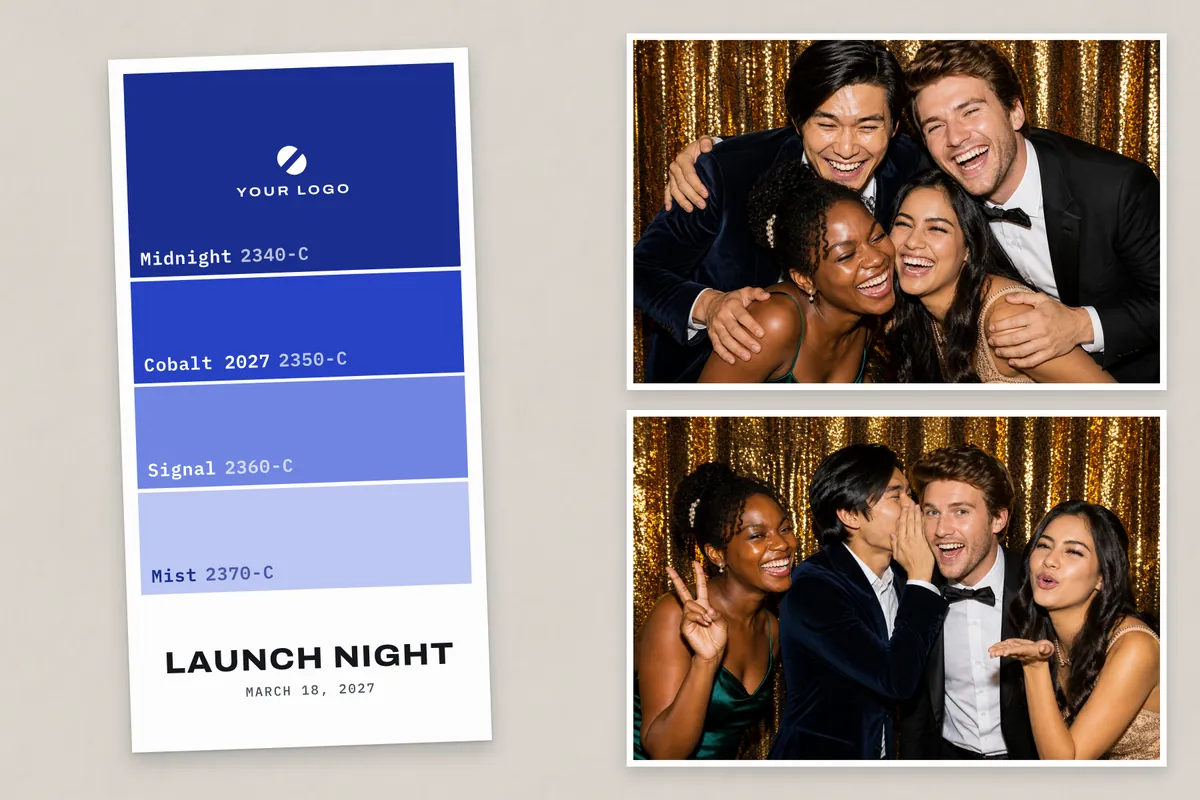 YOUR LOGO
Midnight 2340-C
Cobalt 2027 2350-C
Signal 2360-C
Mist 2370-C
LAUNCH NIGHT
MARCH 18, 2027